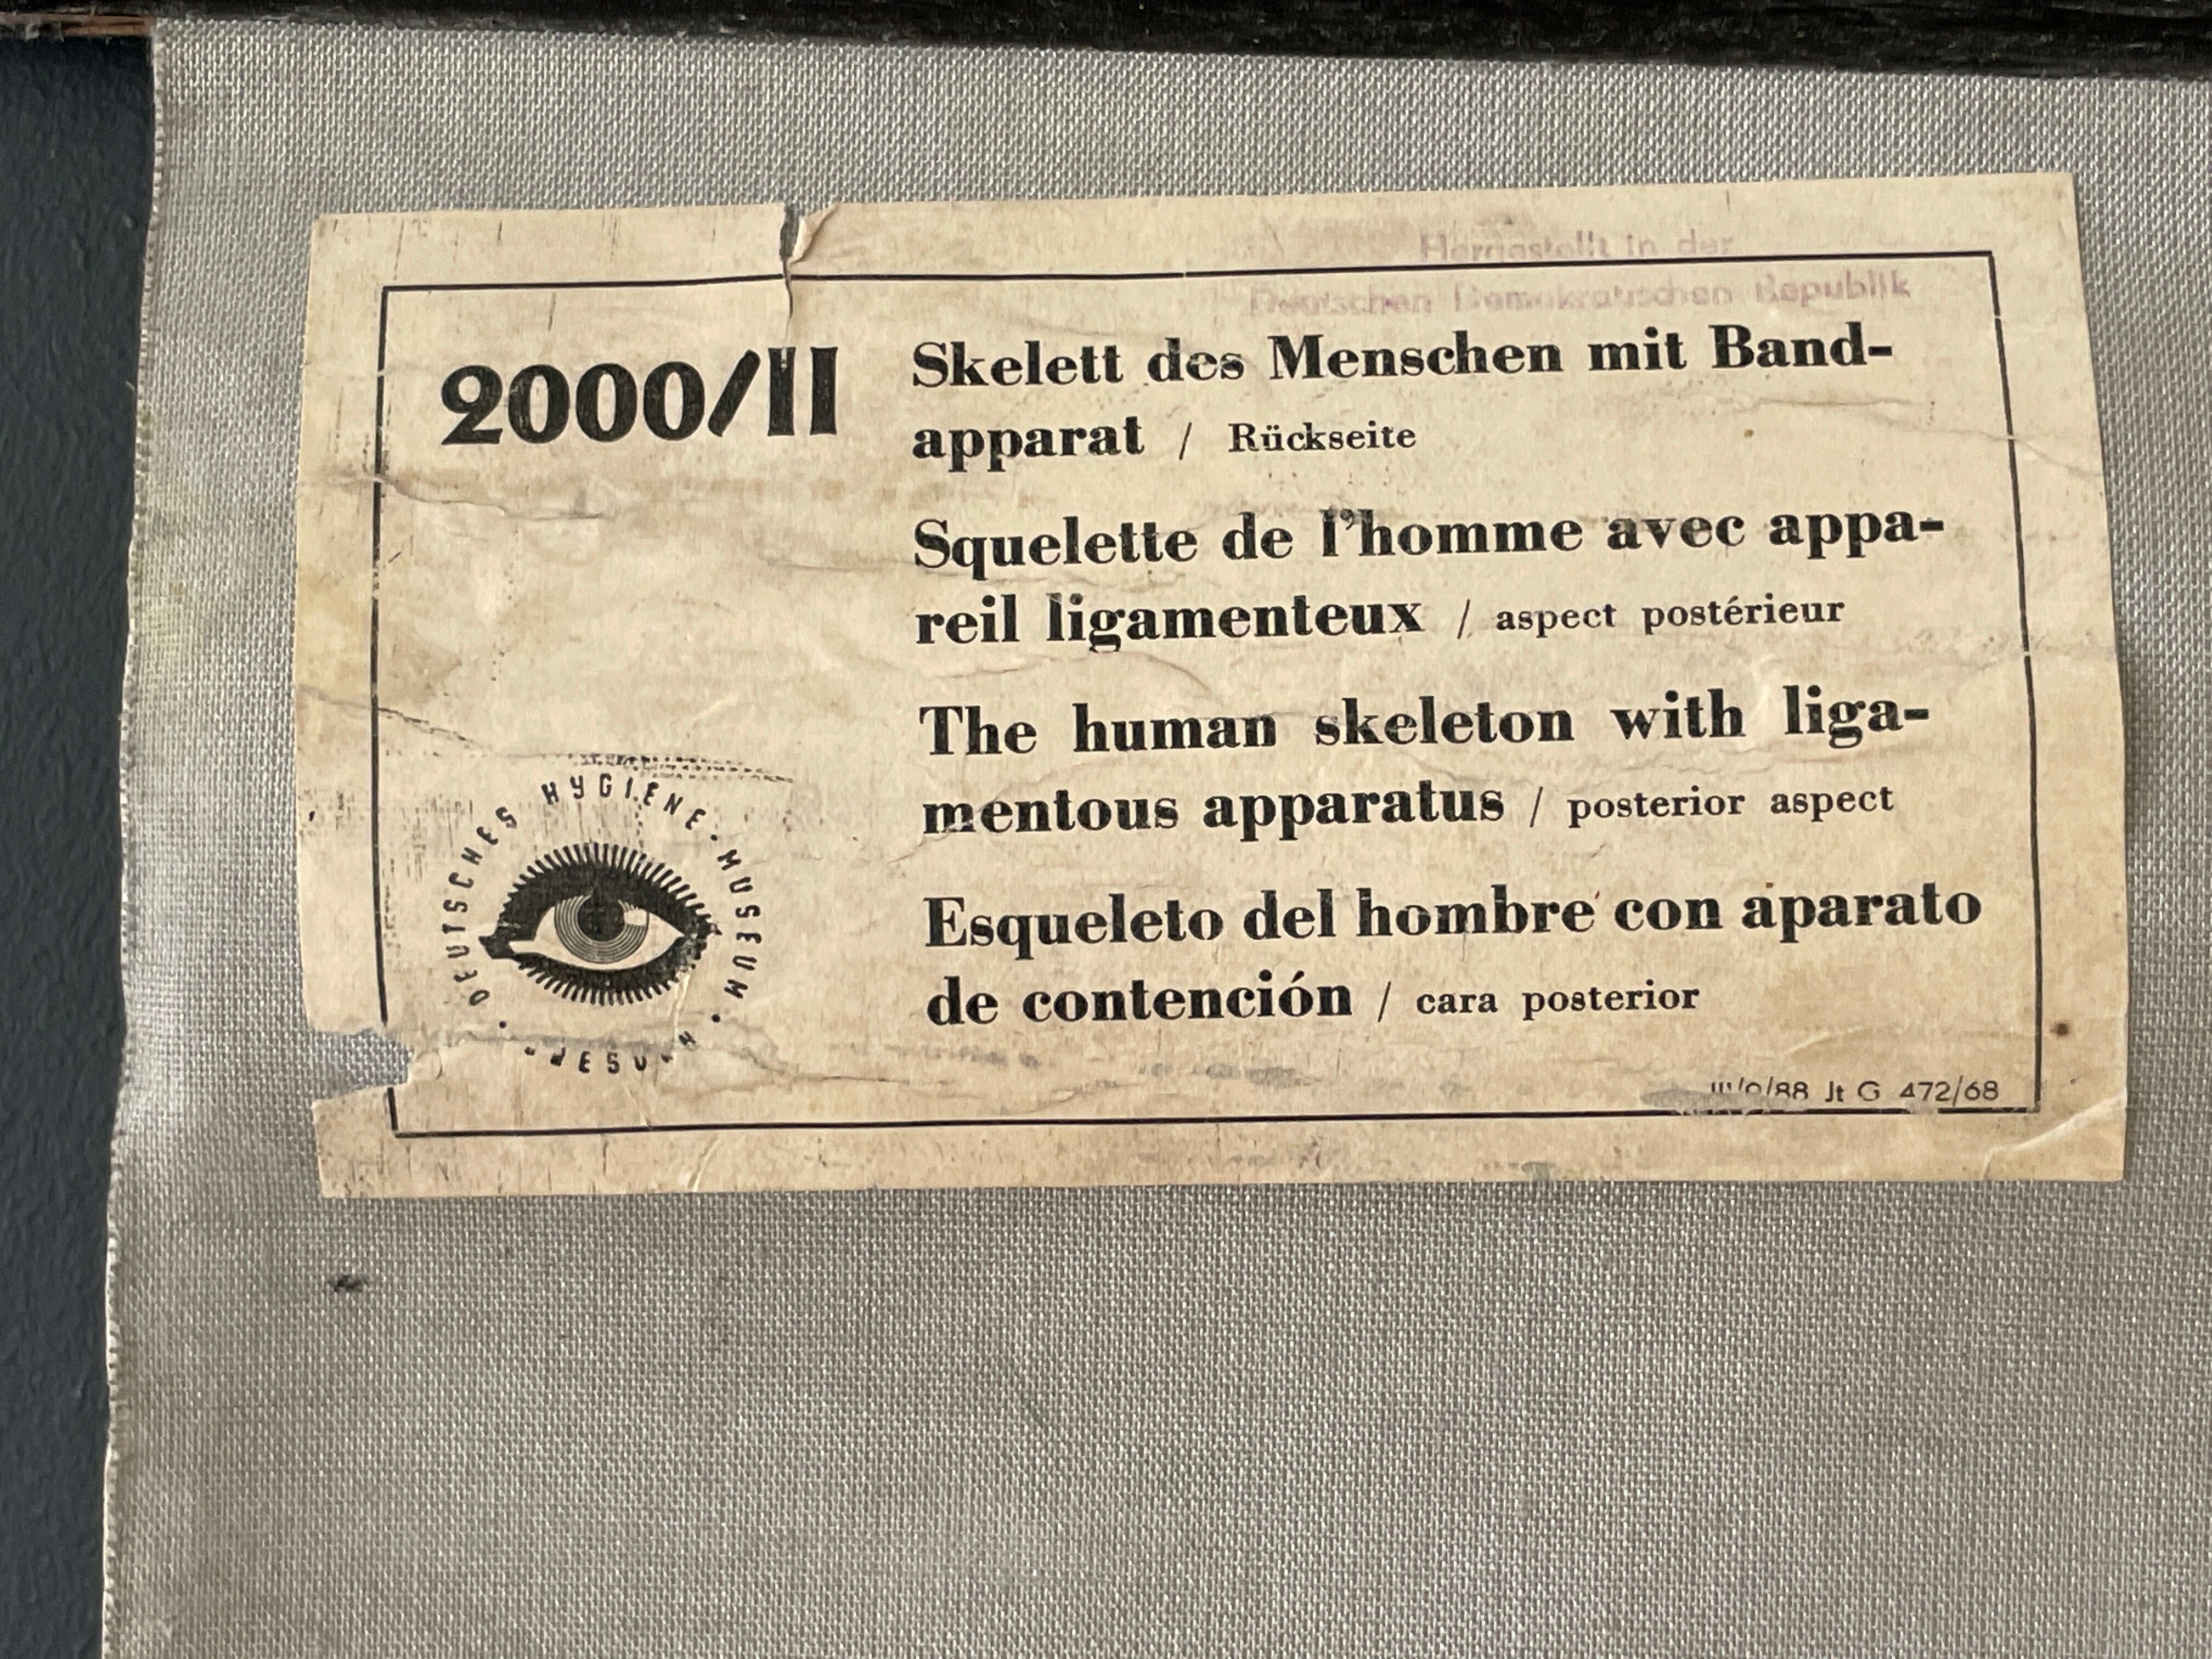 Hergestellt in der
Deutschen Demokratischen Republik
2000/II
Skelett des Menschen mit Band-
apparat / Rückseite
Squelette de l'homme avec appa-
reil ligamenteux / aspect postérieur
The human skeleton with liga-
mentous apparatus / posterior aspect
Esqueleto del hombre con aparato
de contención / cara posterior
DEUTSCHES HYGIENE-MUSEUM
Jt G 472/68